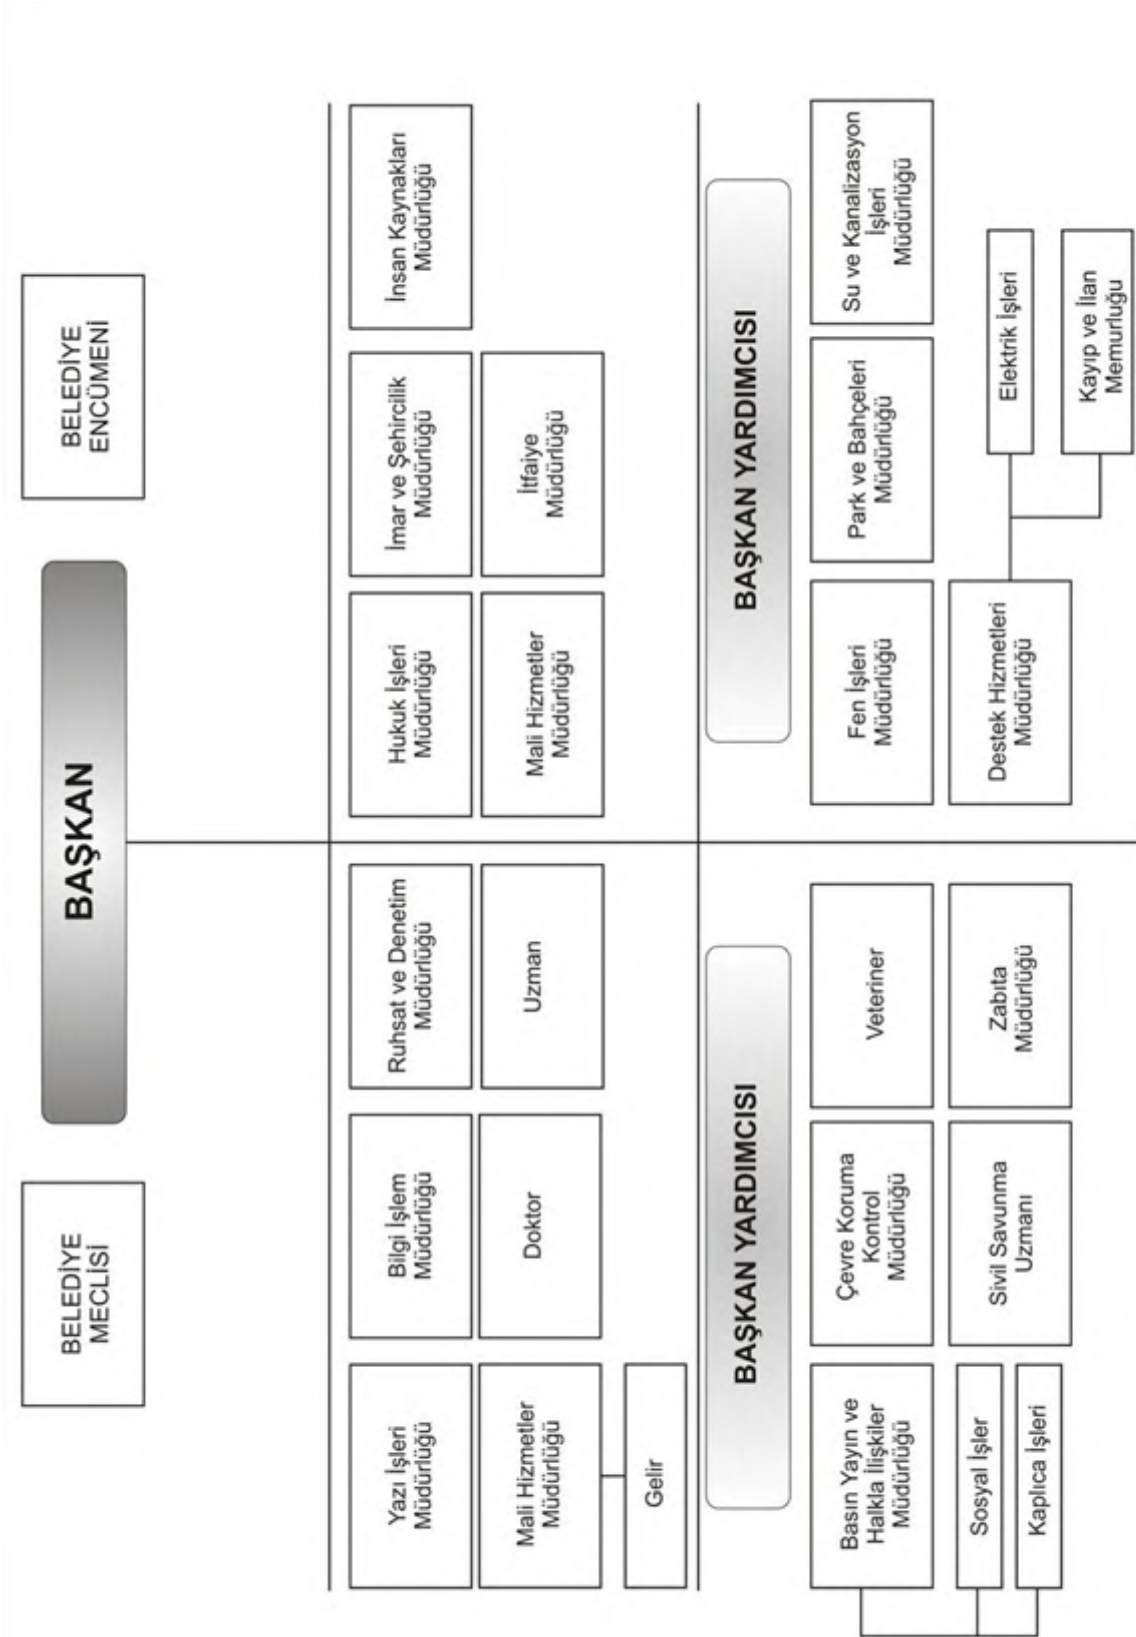 BELEDİYE
MECLİSİ
BAŞKAN
BELEDİYE
ENCÜMENİ
Yazı İşleri
Müdürlüğü
Bilgi İşlem
Müdürlüğü
Ruhsat ve Denetim
Müdürlüğü
Hukuk İşleri
Müdürlüğü
İmar ve Şehircilik
Müdürlüğü
İnsan Kaynakları
Müdürlüğü
Mali Hizmetler
Müdürlüğü
Doktor
Uzman
Mali Hizmetler
Müdürlüğü
İtfaiye
Müdürlüğü
Gelir
BAŞKAN YARDIMCISI
BAŞKAN YARDIMCISI
Basın Yayın ve
Halkla İlişkiler
Müdürlüğü
Çevre Koruma
Kontrol
Müdürlüğü
Veteriner
Fen İşleri
Müdürlüğü
Park ve Bahçeleri
Müdürlüğü
Su ve Kanalizasyon
İşleri
Müdürlüğü
Sosyal İşler
Kaplıca İşleri
Sivil Savunma
Uzmanı
Zabıta
Müdürlüğü
Destek Hizmetleri
Müdürlüğü
Elektrik İşleri
Kayıp ve İlan
Memurluğu